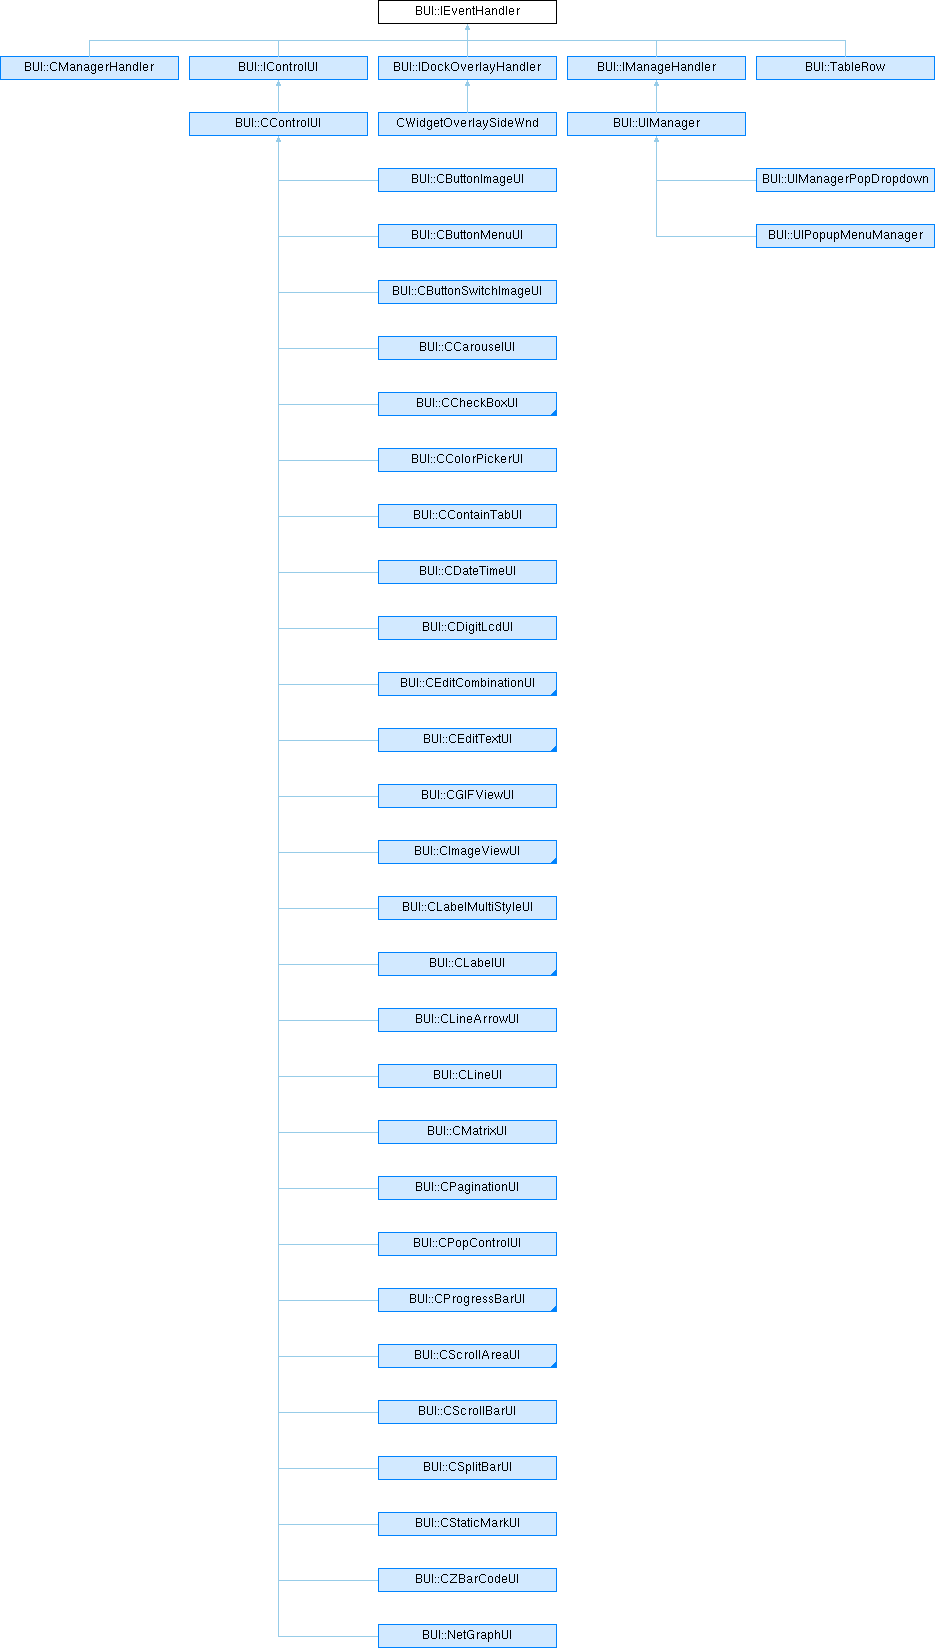 BUI::IEventHandler
BUI::CManagerHandler
BUI::IControlUI
BUI::IDockOverlayHandler
BUI::IManageHandler
BUI::TableRow
BUI::CControlUI
CWidgetOverlaySideWnd
BUI::UIManager
BUI::CButtonImageUI
BUI::UIManagerPopDropdown
BUI::CButtonMenuUI
BUI::UIPopupMenuManager
BUI::CButtonSwitchImageUI
BUI::CCarouselUI
BUI::CCheckBoxUI
BUI::CColorPickerUI
BUI::CContainTabUI
BUI::CDateTimeUI
BUI::CDigitLcdUI
BUI::CEditCombinationUI
BUI::CEditTextUI
BUI::CGIFViewUI
BUI::CImageViewUI
BUI::CLabelMultiStyleUI
BUI::CLabelUI
BUI::CLineArrowUI
BUI::CLineUI
BUI::CMatrixUI
BUI::CPaginationUI
BUI::CPopControlUI
BUI::CProgressBarUI
BUI::CScrollAreaUI
BUI::CScrollBarUI
BUI::CSplitBarUI
BUI::CStaticMarkUI
BUI::CZBarCodeUI
BUI::NetGraphUI